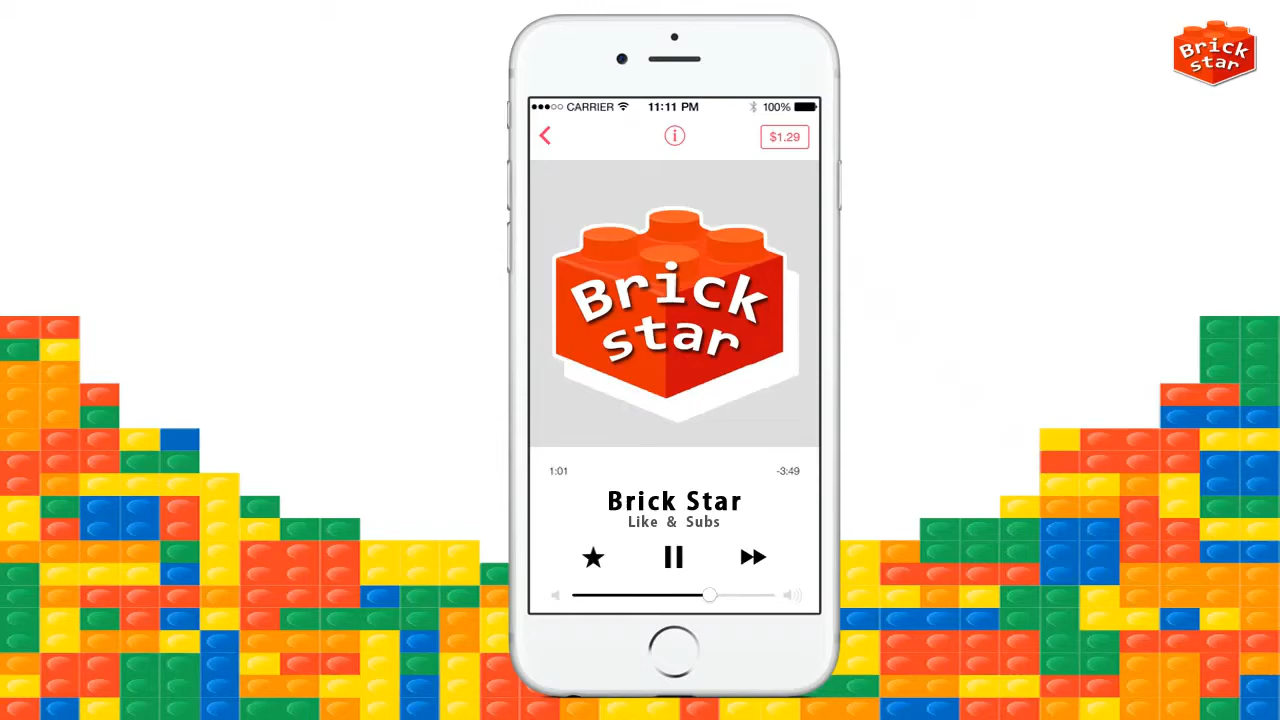 Brick
star
CARRIER 11:11 PM 100%
$1.29
Brick
star
1:01 -3:49
Brick Star
Like & Subs